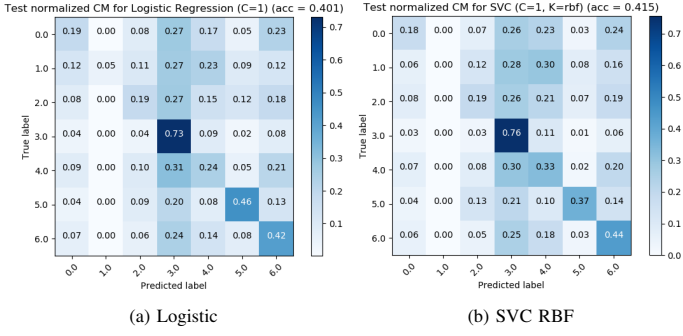 Test normalized CM for Logistic Regression (C=1) (acc = 0.401)
0.0 0.19 0.00 0.08 0.27 0.17 0.05 0.23
1.0 0.12 0.05 0.11 0.27 0.23 0.09 0.12
2.0 0.08 0.00 0.19 0.27 0.15 0.12 0.18
3.0 0.04 0.00 0.04 0.73 0.09 0.02 0.08
4.0 0.09 0.00 0.10 0.31 0.24 0.05 0.21
5.0 0.04 0.00 0.09 0.20 0.08 0.46 0.13
6.0 0.07 0.00 0.06 0.24 0.14 0.08 0.42
True label
0.0 1.0 2.0 3.0 4.0 5.0 6.0
Predicted label
0.7
0.6
0.5
0.4
0.3
0.2
0.1
(a) Logistic
Test normalized CM for SVC (C=1, K=rbf) (acc = 0.415)
0.0 0.18 0.00 0.07 0.26 0.23 0.03 0.24
1.0 0.06 0.00 0.12 0.28 0.30 0.08 0.16
2.0 0.08 0.00 0.19 0.26 0.21 0.07 0.19
3.0 0.03 0.00 0.03 0.76 0.11 0.01 0.06
4.0 0.07 0.00 0.08 0.30 0.33 0.02 0.20
5.0 0.04 0.00 0.13 0.21 0.10 0.37 0.14
6.0 0.06 0.00 0.05 0.25 0.18 0.03 0.44
True label
0.0 1.0 2.0 3.0 4.0 5.0 6.0
Predicted label
0.7
0.6
0.5
0.4
0.3
0.2
0.1
0.0
(b) SVC RBF